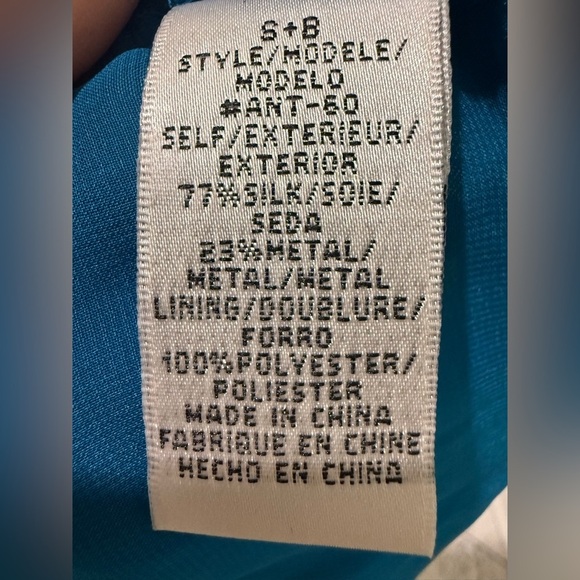 S+B
STYLE/MODELE/
MODELO
#ANT-60
SELF/EXTERIEUR/
EXTERIOR
77%SILK/SOIE/
SEDA
23%METAL/
METAL/METAL
LINING/DOUBLURE/
FORRO
100%POLYESTER/
POLIESTER
MADE IN CHINA
FABRIQUE EN CHINE
HECHO EN CHINA